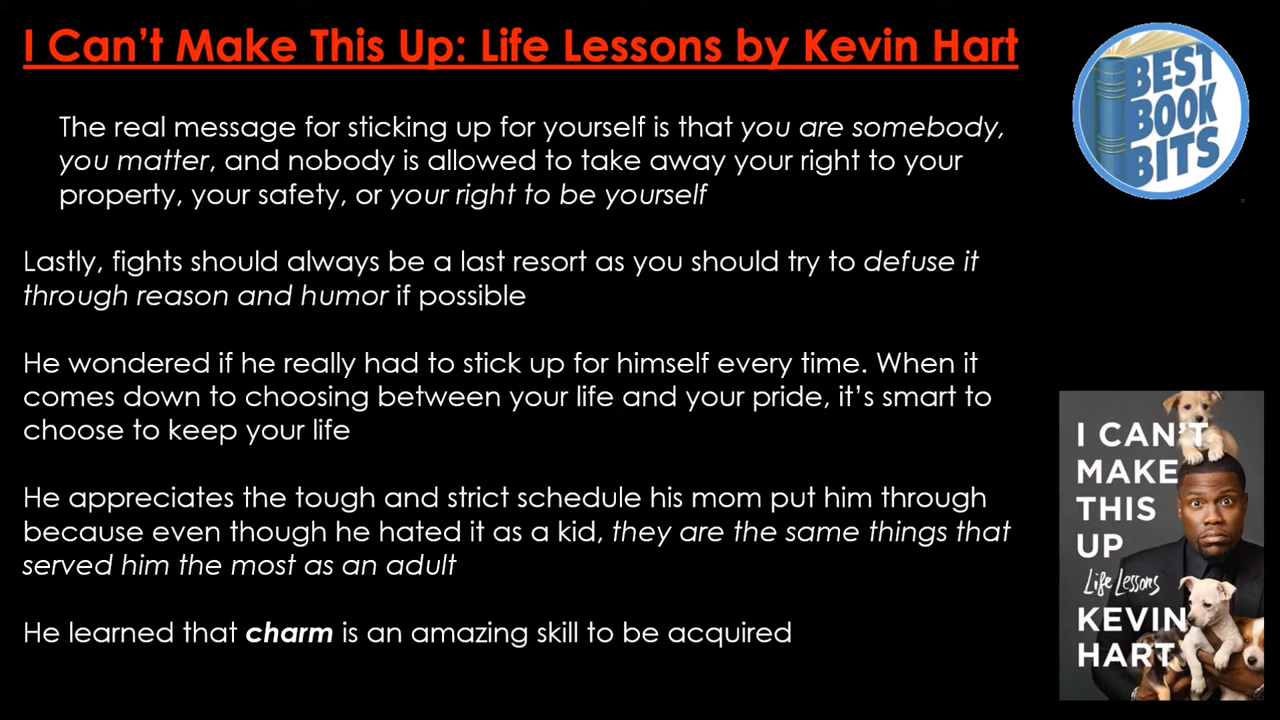 I Can't Make This Up: Life Lessons by Kevin Hart
BEST
BOOK
BITS
The real message for sticking up for yourself is that you are somebody,
you matter, and nobody is allowed to take away your right to your
property, your safety, or your right to be yourself
Lastly, fights should always be a last resort as you should try to defuse it
through reason and humor if possible
He wondered if he really had to stick up for himself every time. When it
comes down to choosing between your life and your pride, it's smart to
choose to keep your life
He appreciates the tough and strict schedule his mom put him through
because even though he hated it as a kid, they are the same things that
served him the most as an adult
He learned that charm is an amazing skill to be acquired
I CAN'T
MAKE
THIS
UP
Life Lessons
KEVIN
HART